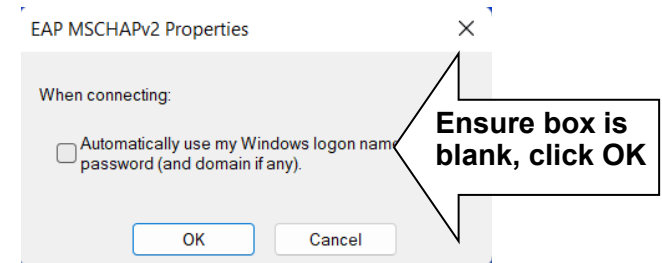 EAP MSCHAPv2 Properties
When connecting:
Automatically use my Windows logon name
password (and domain if any).
Ensure box is
blank, click OK
OK
Cancel